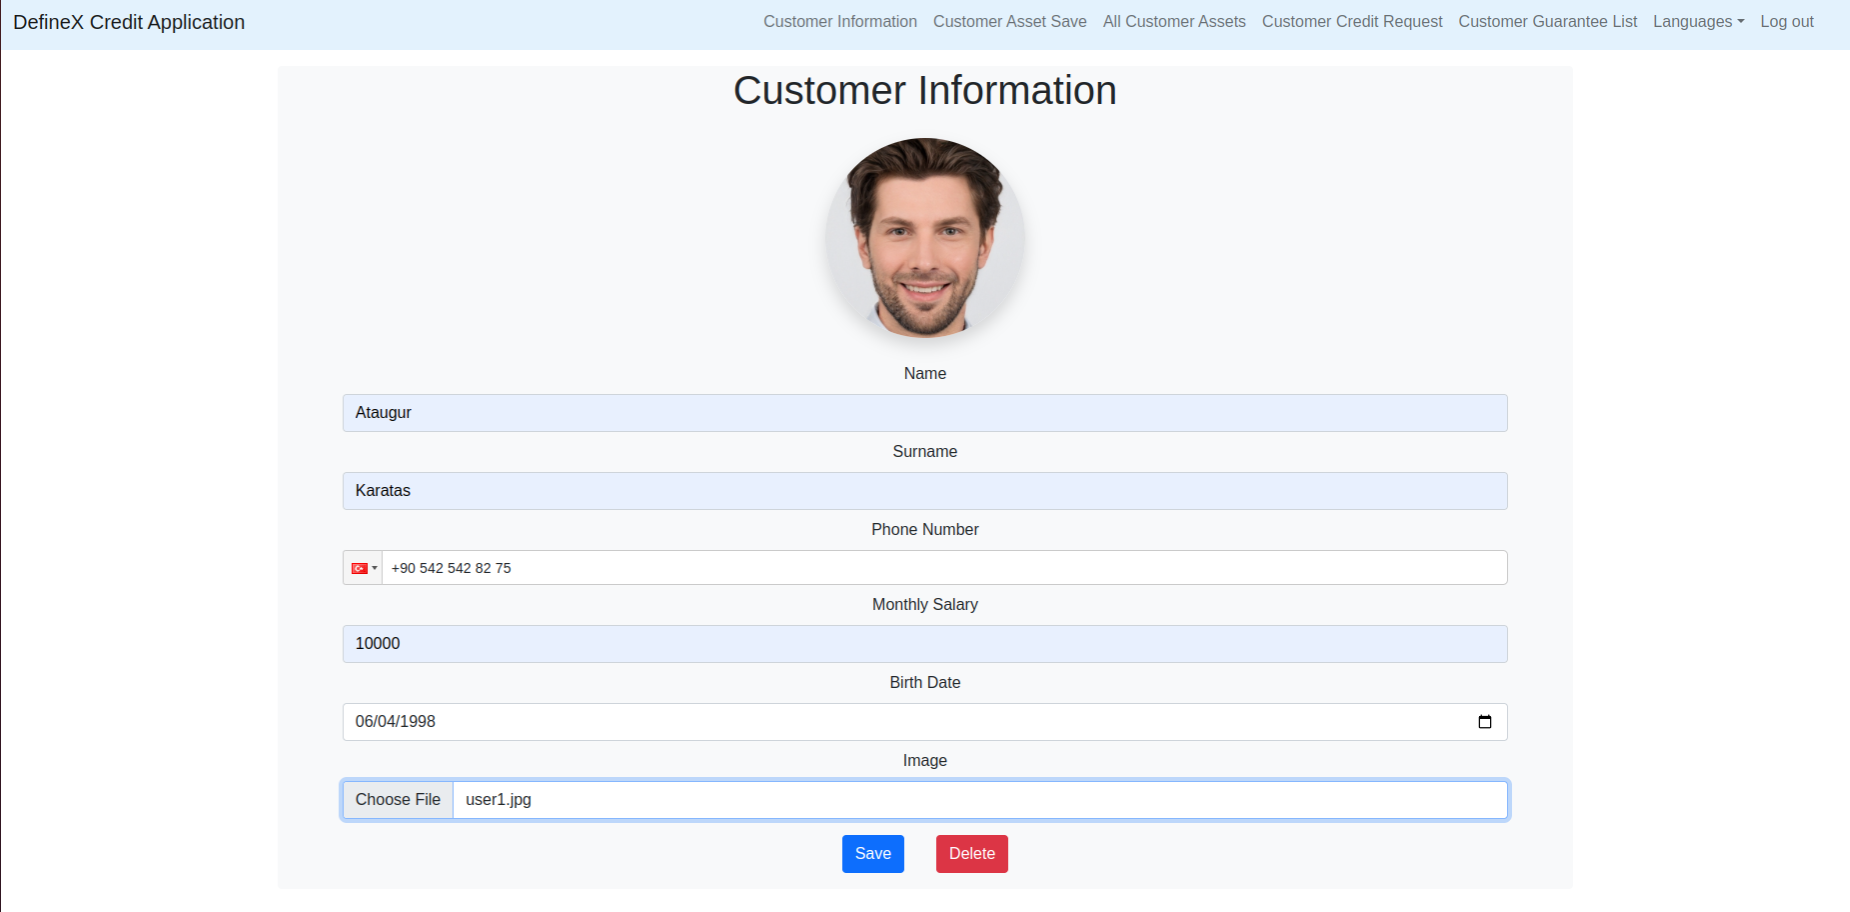 DefineX Credit Application
Customer Information Customer Asset Save All Customer Assets Customer Credit Request Customer Guarantee List Languages Log out
Customer Information
Name
Ataugur
Surname
Karatas
Phone Number
+90 542 542 82 75
Monthly Salary
10000
Birth Date
06/04/1998
Image
Choose File user1.jpg
Save Delete